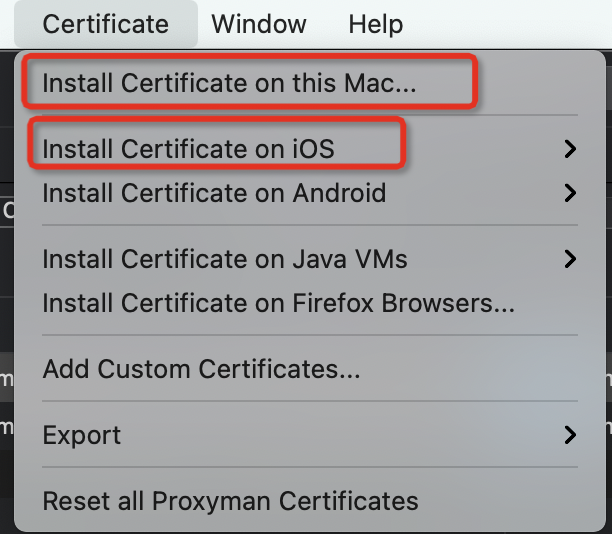 Certificate Window Help
Install Certificate on this Mac...
Install Certificate on iOS
Install Certificate on Android
Install Certificate on Java VMs
Install Certificate on Firefox Browsers...
Add Custom Certificates...
Export
Reset all Proxyman Certificates